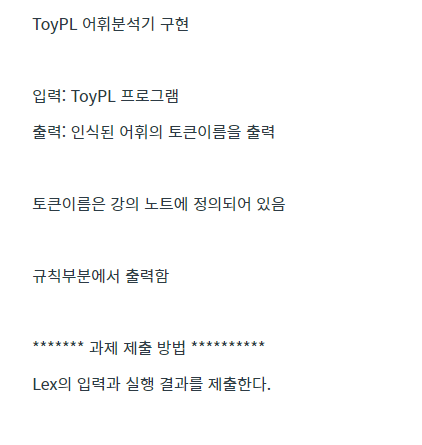 ToyPL 어휘분석기 구현
입력: ToyPL 프로그램
출력: 인식된 어휘의 토큰이름을 출력
토큰이름은 강의 노트에 정의되어 있음
규칙부분에서 출력함
******* 과제 제출 방법 **********
Lex의 입력과 실행 결과를 제출한다.